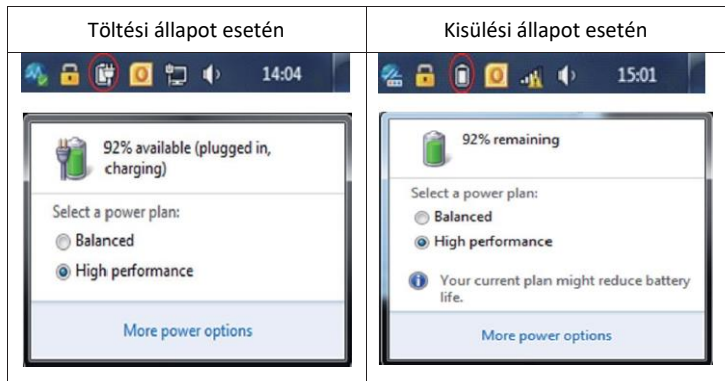 Töltési állapot esetén
14:04
92% available (plugged in,
charging)
Select a power plan:
Balanced
High performance
More power options
Kisülési állapot esetén
15:01
92% remaining
Select a power plan:
Balanced
High performance
Your current plan might reduce battery
life.
More power options